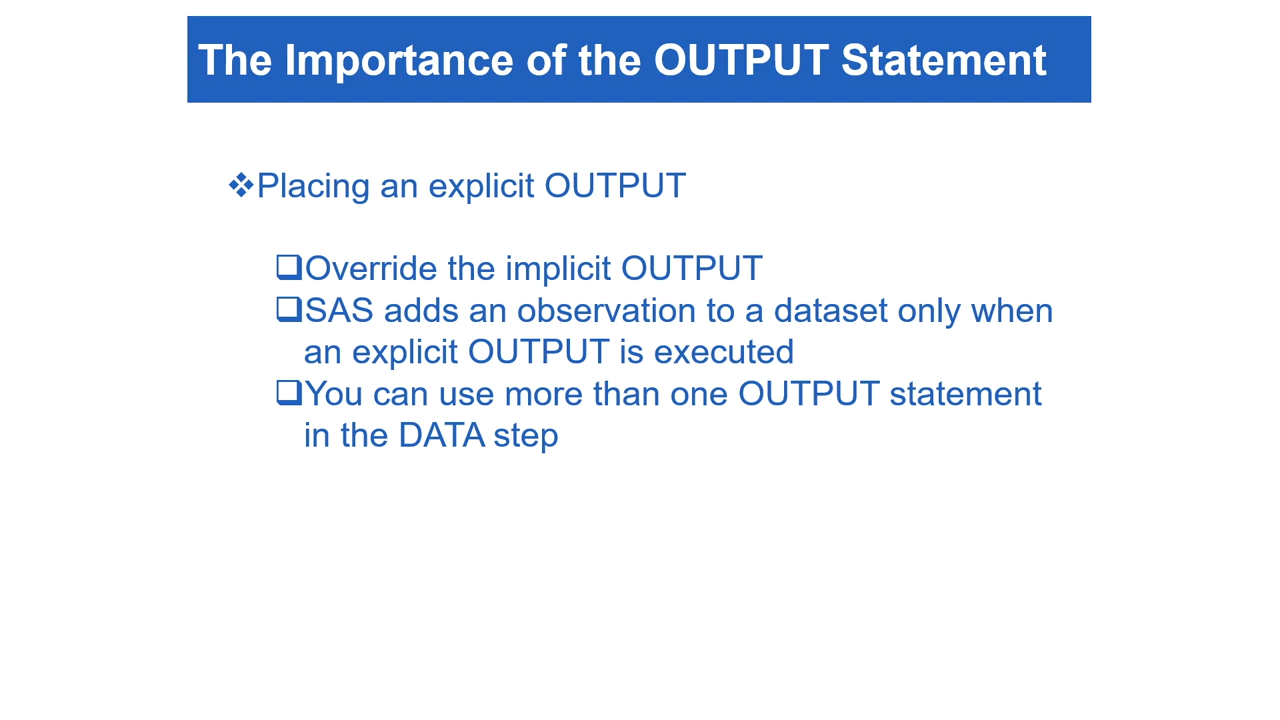 The Importance of the OUTPUT Statement
❖Placing an explicit OUTPUT
❑Override the implicit OUTPUT
❑SAS adds an observation to a dataset only when
an explicit OUTPUT is executed
❑You can use more than one OUTPUT statement
in the DATA step